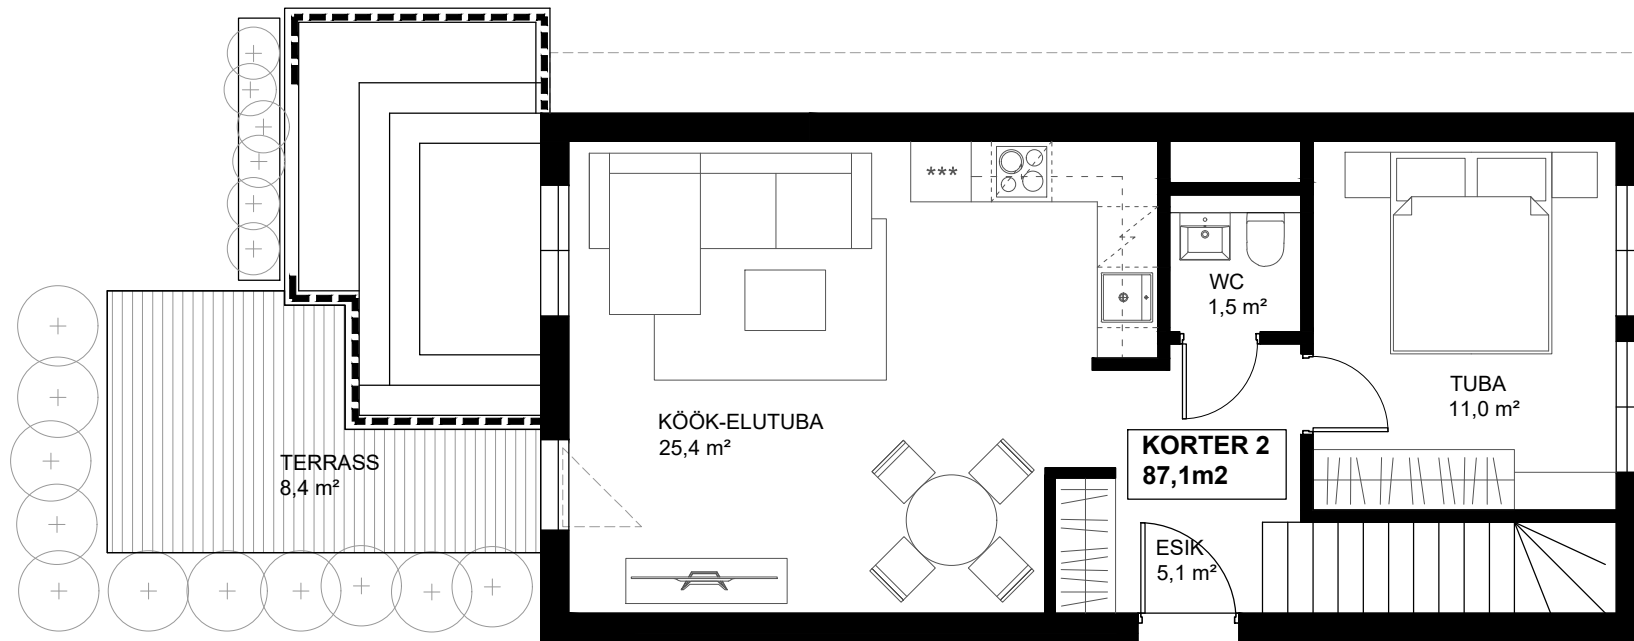 ***
WC
1,5 m²
TUBA
11,0 m²
KÖÖK-ELUTUBA
25,4 m²
KORTER 2
87,1m2
TERRASS
8,4 m²
ESIK
5,1 m²